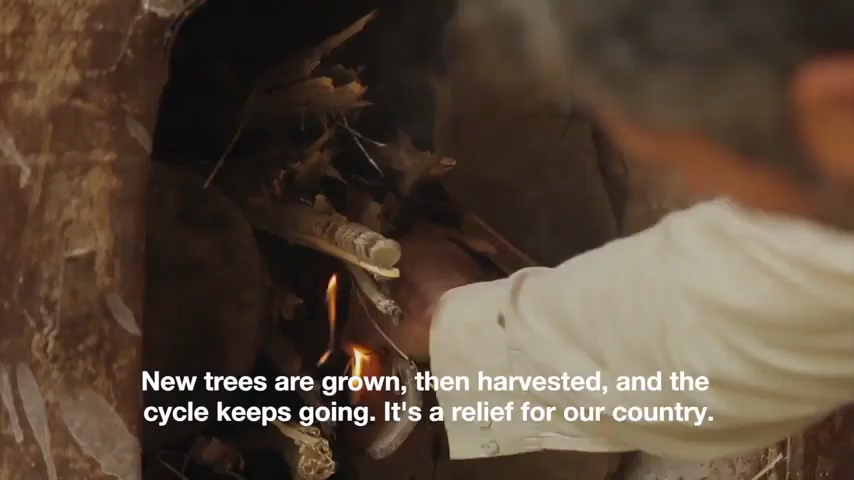 New trees are grown, then harvested, and the
cycle keeps going. It's a relief for our country.